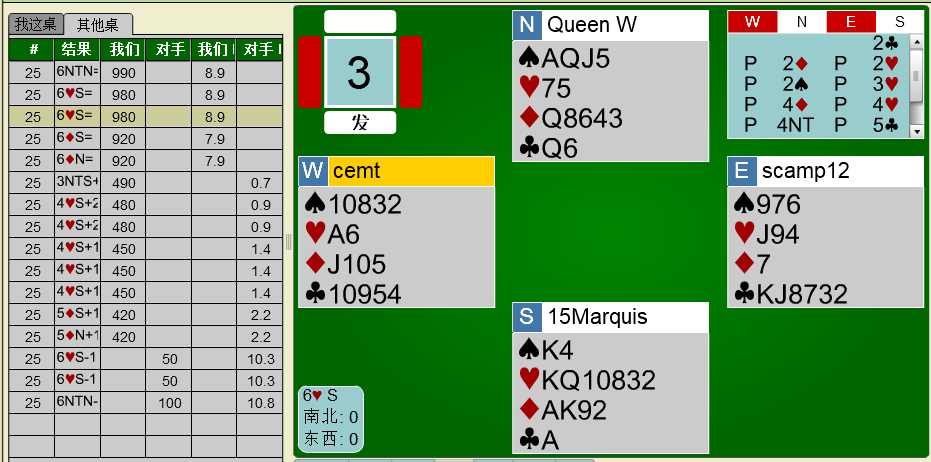 我这桌 其他桌
# 结果 我们 对手 我们 I 对手 I
25 6NTN= 990 8.9
25 6♥S= 980 8.9
25 6♥S= 980 8.9
25 6♦S= 920 7.9
25 6♦N= 920 7.9
25 3NTS+ 490 0.7
25 4♥S+2 480 0.9
25 4♥S+2 480 0.9
25 4♥S+1 450 1.4
25 4♥S+1 450 1.4
25 4♥S+1 450 1.4
25 5♦S+1 420 2.2
25 5♦N+1 420 2.2
25 6♥S-1 50 10.3
25 6♥S-1 50 10.3
25 6NTN- 100 10.8
3
发
N Queen W
♠AQJ5
♥75
♦Q8643
♣Q6
W N E S
2♣
P 2♦ P 2♥
P 2♠ P 3♥
P 4♦ P 4♥
P 4NT P 5♣
W cemt
♠10832
♥A6
♦J105
♣10954
E scamp12
♠976
♥J94
♦7
♣KJ8732
S 15Marquis
♠K4
♥KQ10832
♦AK92
♣A
6♥ S
南北: 0
东西: 0